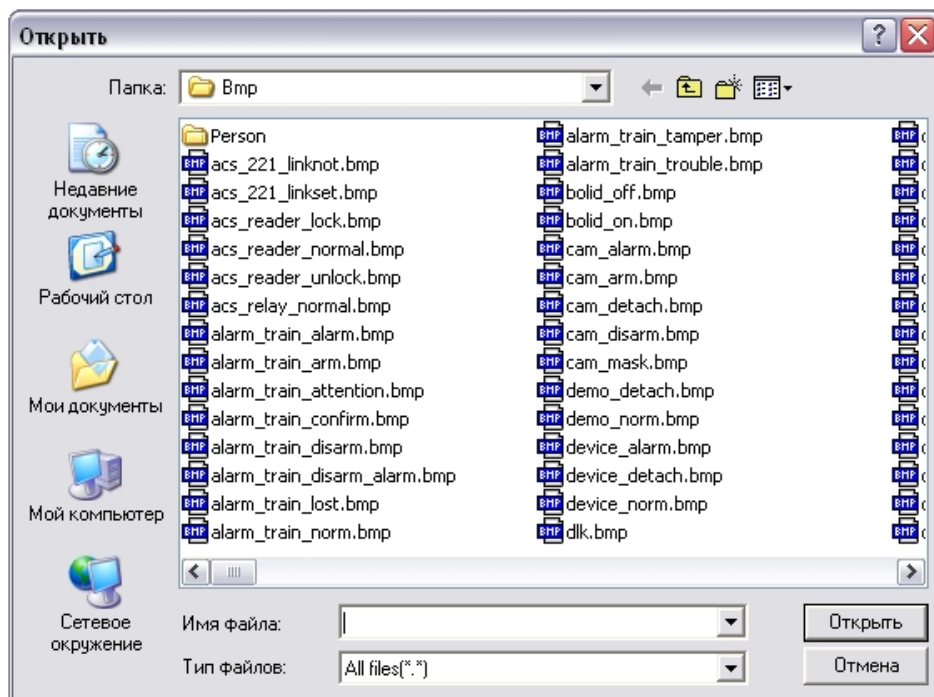 Открыть
Папка: Bmp
Недавние документы
Рабочий стол
Мои документы
Мой компьютер
Сетевое окружение
Person
acs_221_linknot.bmp
acs_221_linkset.bmp
acs_reader_lock.bmp
acs_reader_normal.bmp
acs_reader_unlock.bmp
acs_relay_normal.bmp
alarm_train_alarm.bmp
alarm_train_arm.bmp
alarm_train_attention.bmp
alarm_train_confirm.bmp
alarm_train_disarm.bmp
alarm_train_disarm_alarm.bmp
alarm_train_lost.bmp
alarm_train_norm.bmp
alarm_train_tamper.bmp
alarm_train_trouble.bmp
bolid_off.bmp
bolid_on.bmp
cam_alarm.bmp
cam_arm.bmp
cam_detach.bmp
cam_disarm.bmp
cam_mask.bmp
demo_detach.bmp
demo_norm.bmp
device_alarm.bmp
device_detach.bmp
device_norm.bmp
dlk.bmp
Имя файла:
Открыть
Тип файлов: All files(*.*)
Отмена